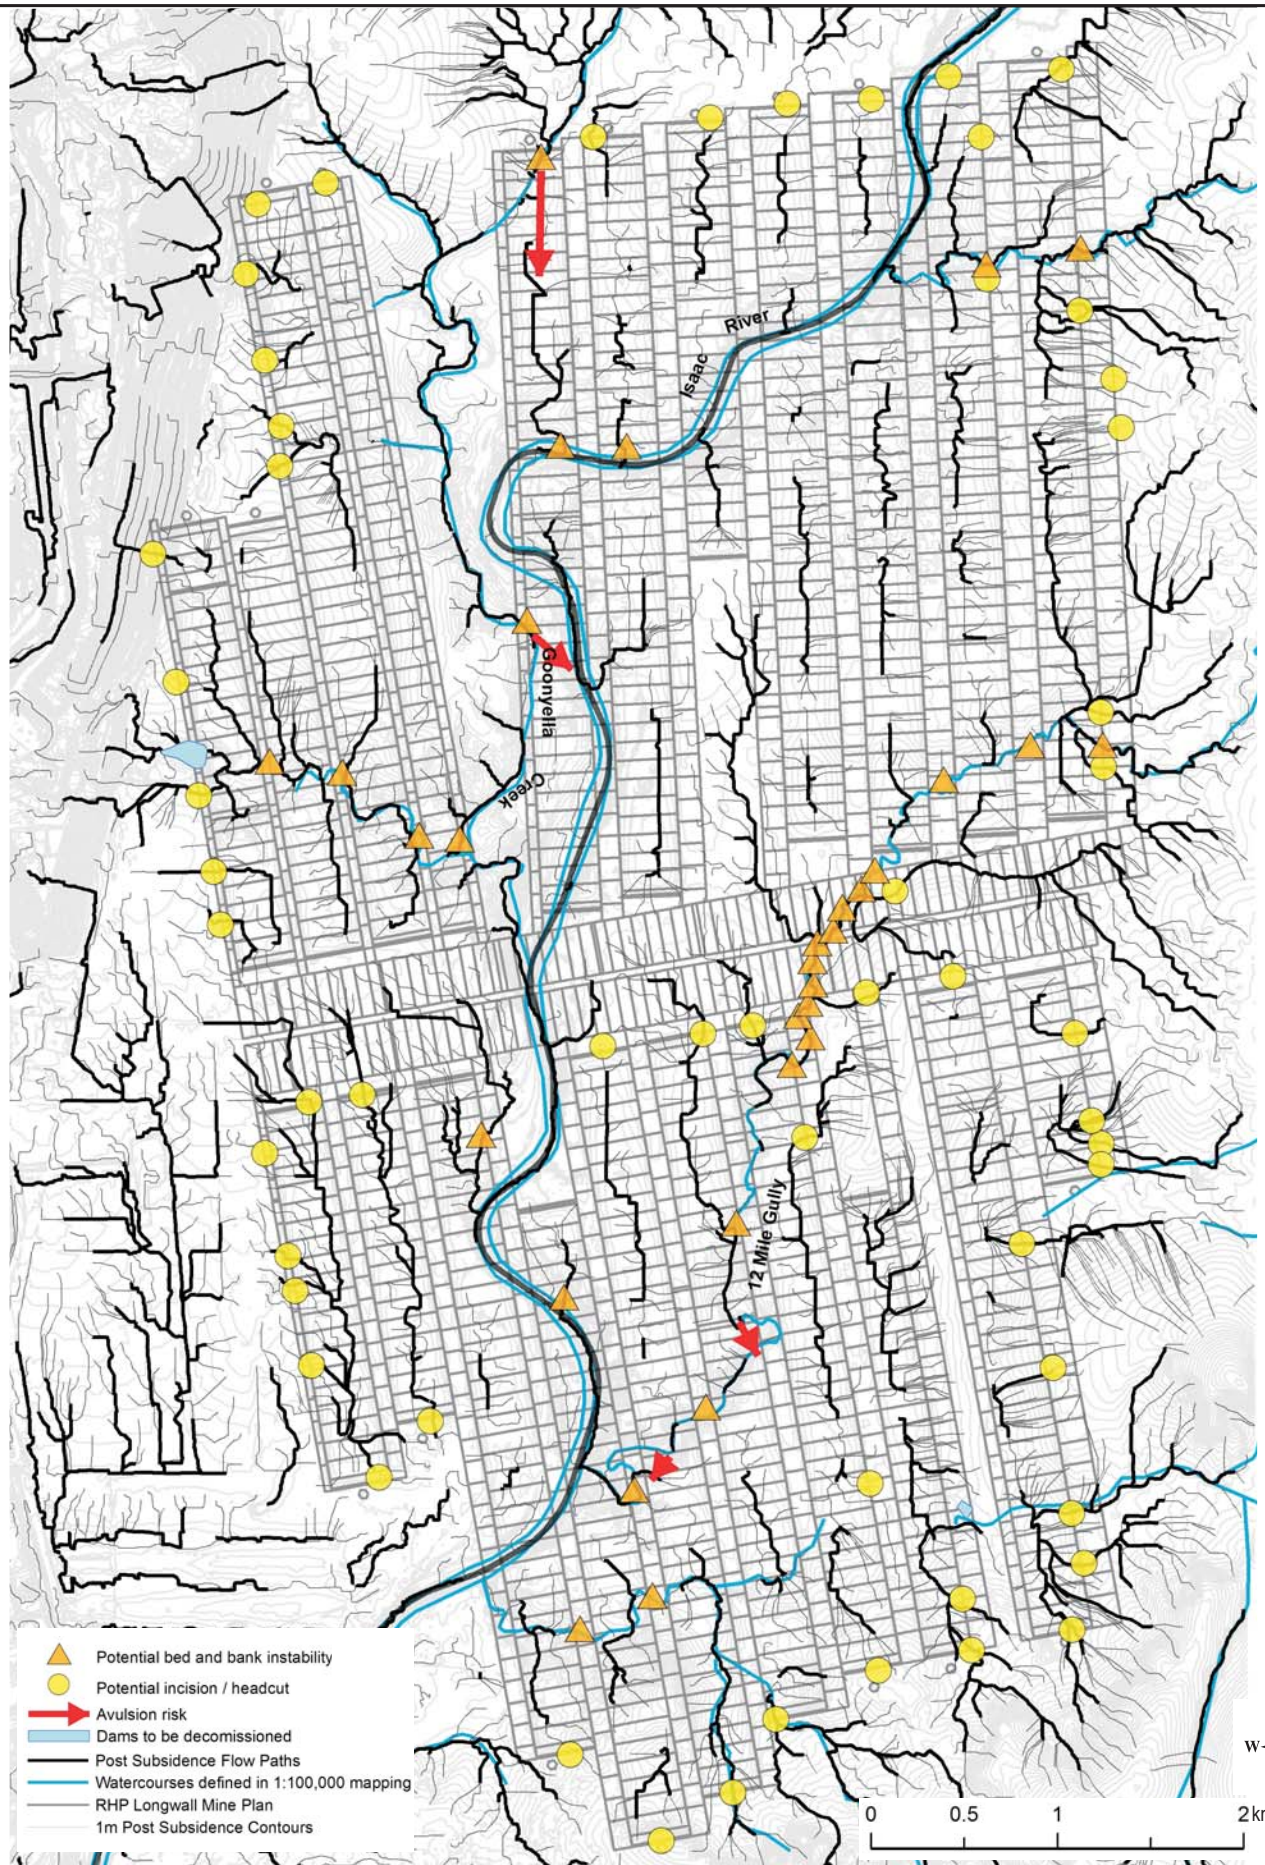 Isaac
River
Goonyella
Creek
12 Mile Gully
Potential bed and bank instability
Potential incision / headcut
Avulsion risk
Dams to be decomissioned
Post Subsidence Flow Paths
Watercourses defined in 1:100,000 mapping
RHP Longwall Mine Plan
1m Post Subsidence Contours
W
0 0.5 1 2 km